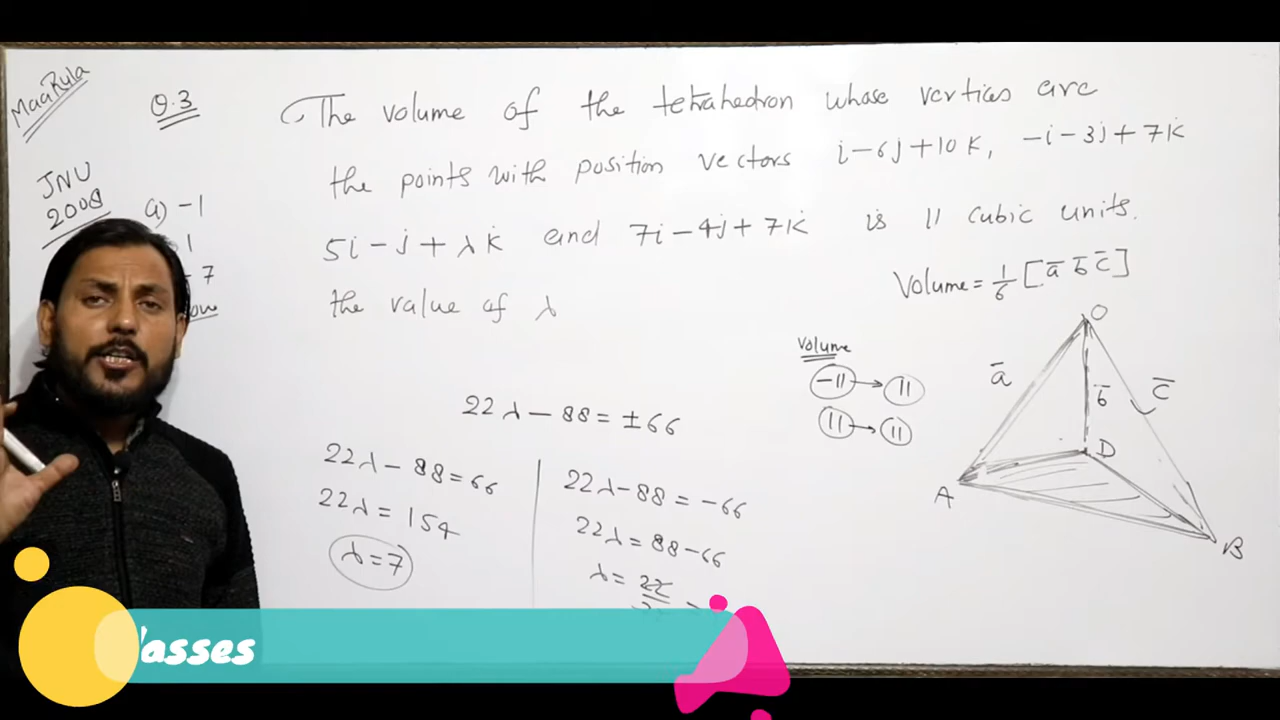 MaaRula
Q.3
The volume of the tetrahedron whose vertices are
the points with position vectors i-6j+10k, -i-3j+7k
5i-j+λk and 7i-4j+7k is 11 cubic units.
the value of λ
JNU
2008
a) -1
1
7
Volume = 1/6 [a̅ b̅ c̅]
22λ-88=±66
22λ-88=66
22λ=154
λ=7
22λ-88=-66
22λ=88-66
λ=22
Volume
-11→11
11→11
O
a̅
b̅
c̅
D
A
B
lasses